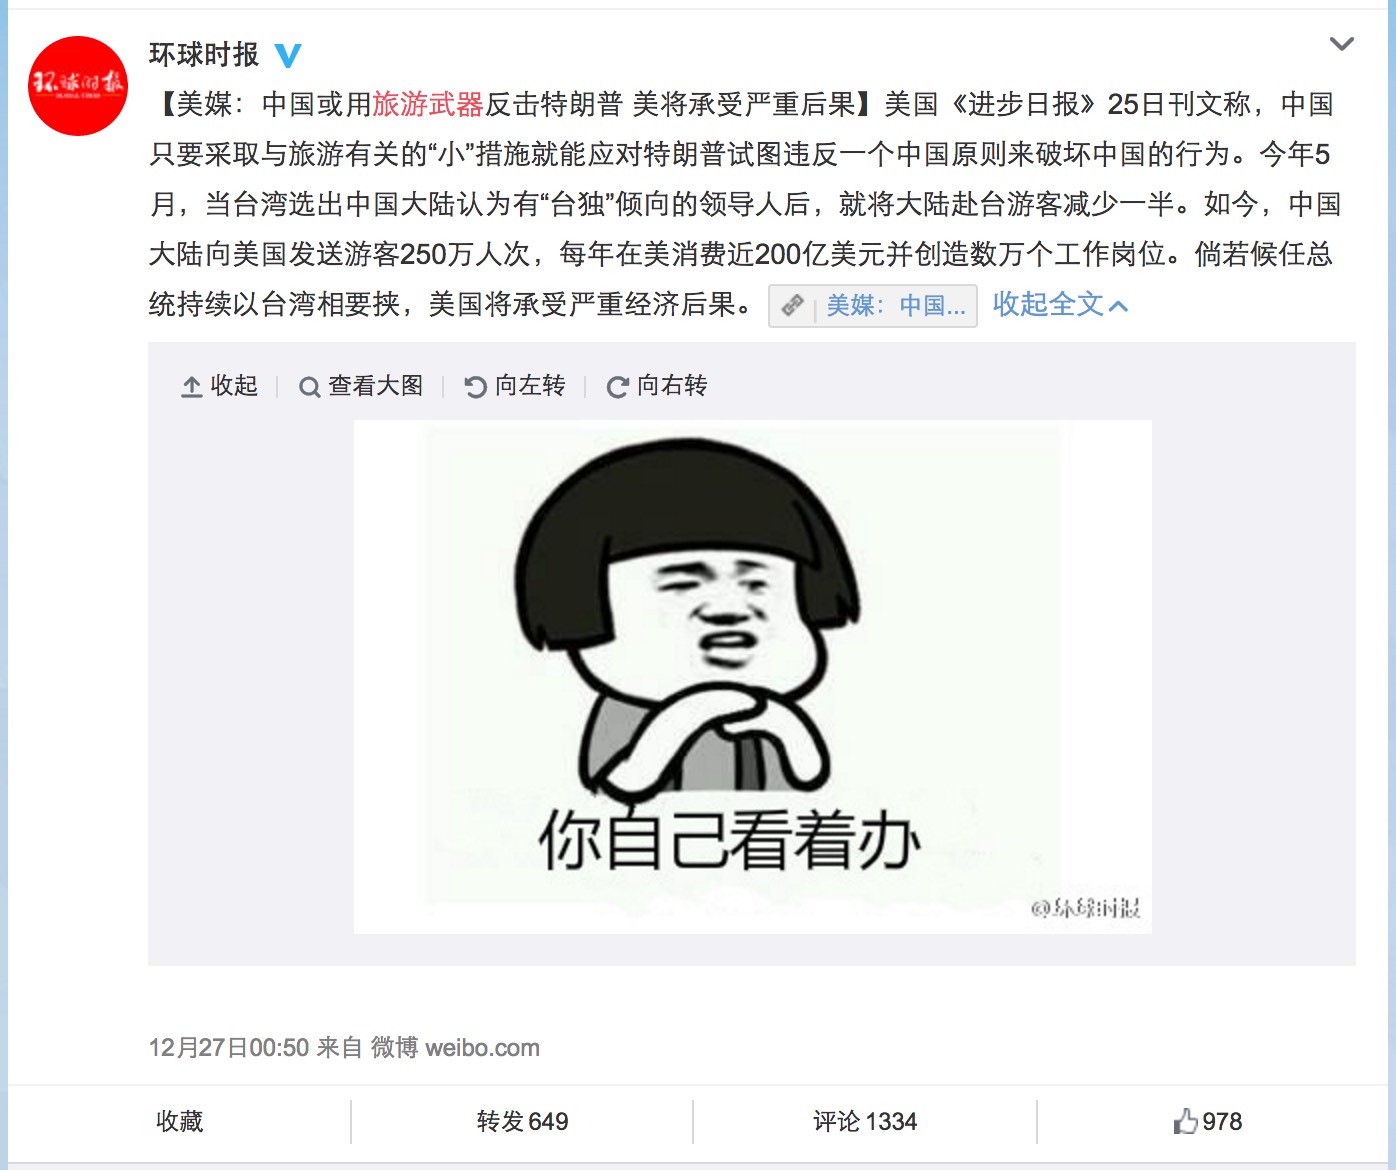 环球时报
环球时报
GLOBAL TIMES
【美媒：中国或用旅游武器反击特朗普 美将承受严重后果】美国《进步日报》25日刊文称，中国
只要采取与旅游有关的“小”措施就能应对特朗普试图违反一个中国原则来破坏中国的行为。今年5
月，当台湾选出中国大陆认为有“台独”倾向的领导人后，就将大陆赴台游客减少一半。如今，中国
大陆向美国发送游客250万人次，每年在美消费近200亿美元并创造数万个工作岗位。倘若候任总
统持续以台湾相要挟，美国将承受严重经济后果。 美媒：中国... 收起全文
收起 查看大图 向左转 向右转
你自己看着办
@环球时报
12月27日00:50 来自 微博 weibo.com
收藏 转发 649 评论 1334 978